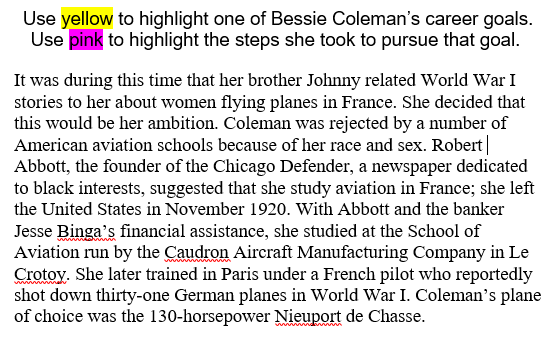 Use yellow to highlight one of Bessie Coleman’s career goals.
Use pink to highlight the steps she took to pursue that goal.
It was during this time that her brother Johnny related World War I
stories to her about women flying planes in France. She decided that
this would be her ambition. Coleman was rejected by a number of
American aviation schools because of her race and sex. Robert
Abbott, the founder of the Chicago Defender, a newspaper dedicated
to black interests, suggested that she study aviation in France; she left
the United States in November 1920. With Abbott and the banker
Jesse Binga’s financial assistance, she studied at the School of
Aviation run by the Caudron Aircraft Manufacturing Company in Le
Crotoy. She later trained in Paris under a French pilot who reportedly
shot down thirty-one German planes in World War I. Coleman’s plane
of choice was the 130-horsepower Nieuport de Chasse.